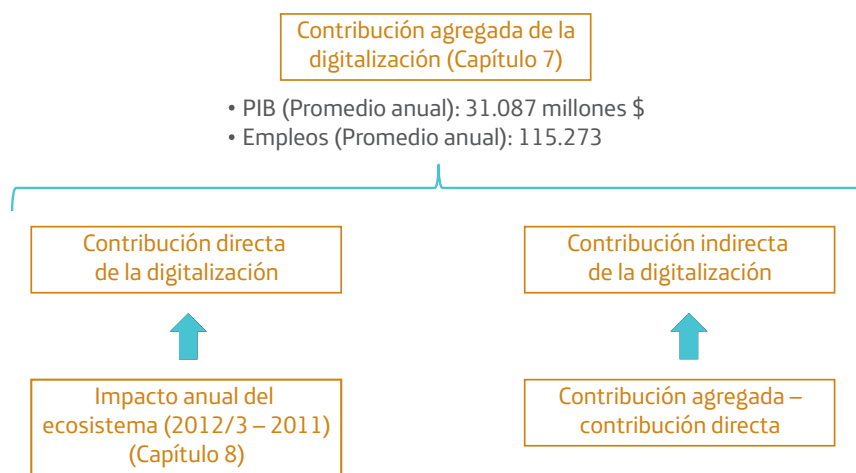 Contribución agregada de la
digitalización (Capítulo 7)
• PIB (Promedio anual): 31.087 millones $
• Empleos (Promedio anual): 115.273
Contribución directa
de la digitalización
Contribución indirecta
de la digitalización
Impacto anual del
ecosistema (2012/3 – 2011)
(Capítulo 8)
Contribución agregada –
contribución directa